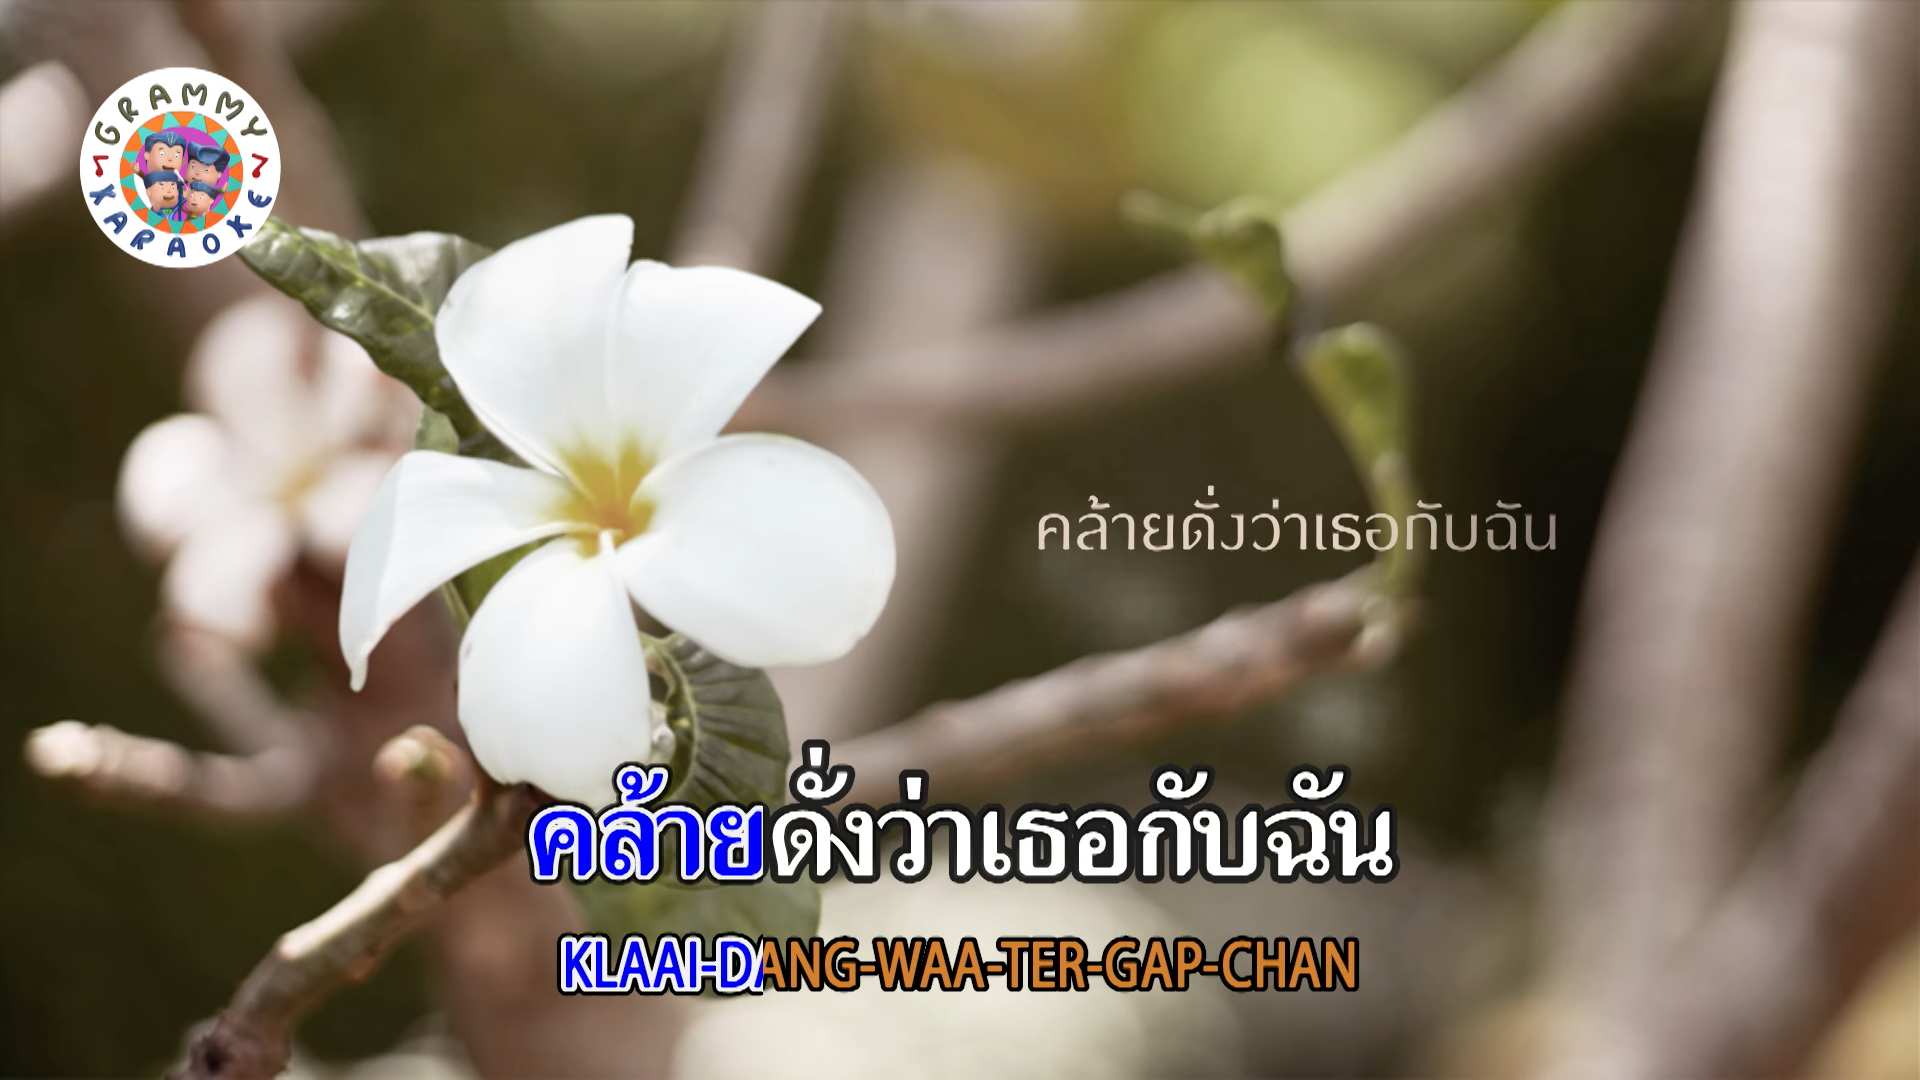 GRAMMY
KARAOKE
คล้ายดั่งว่าเธอกับฉัน
คล้ายดั่งว่าเธอกับฉัน
KLAAI-DANG-WAA-TER-GAP-CHAN